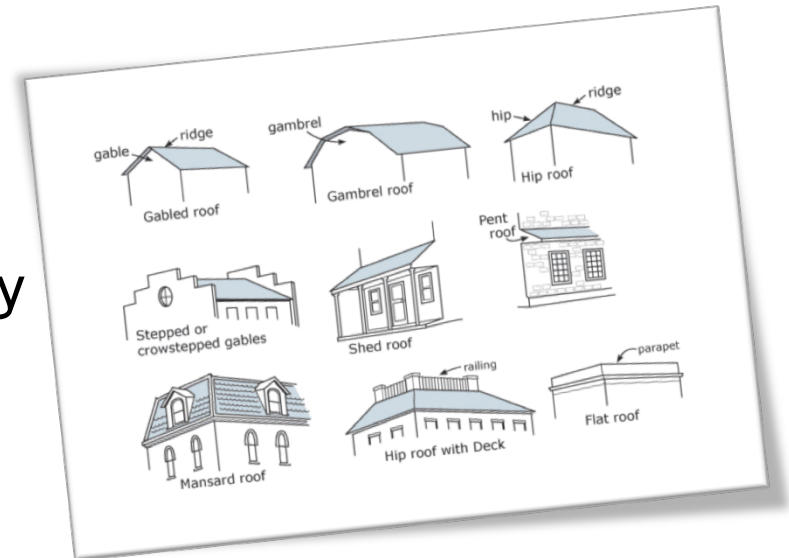 gable
ridge
Gabled roof
gambrel
Gambrel roof
hip
ridge
Hip roof
y
Stepped or
crowstepped gables
Shed roof
Pent
roof
Mansard roof
railing
Hip roof with Deck
parapet
Flat roof